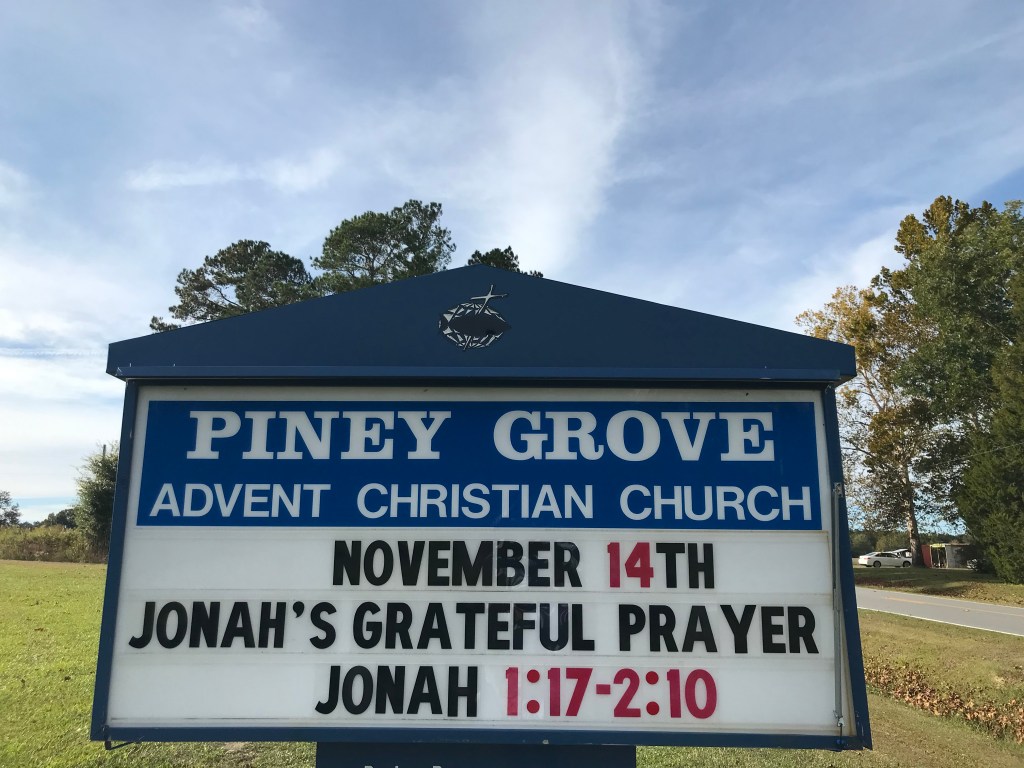 PINEY GROVE
ADVENT CHRISTIAN CHURCH
NOVEMBER 14TH
JONAH'S GRATEFUL PRAYER
JONAH 1:17-2:10